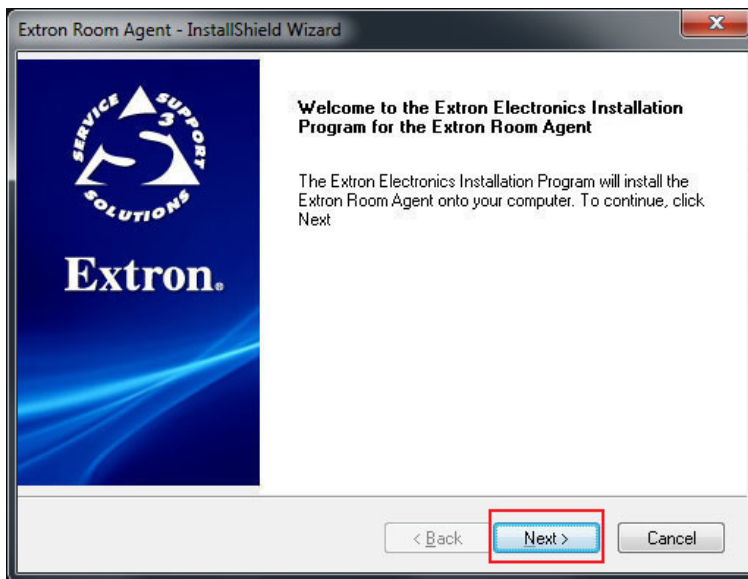 Extron Room Agent - InstallShield Wizard
SERVICE SUPPORT SOLUTIONS
3
Extron®
Welcome to the Extron Electronics Installation
Program for the Extron Room Agent
The Extron Electronics Installation Program will install the
Extron Room Agent onto your computer. To continue, click
Next
< Back
Next >
Cancel